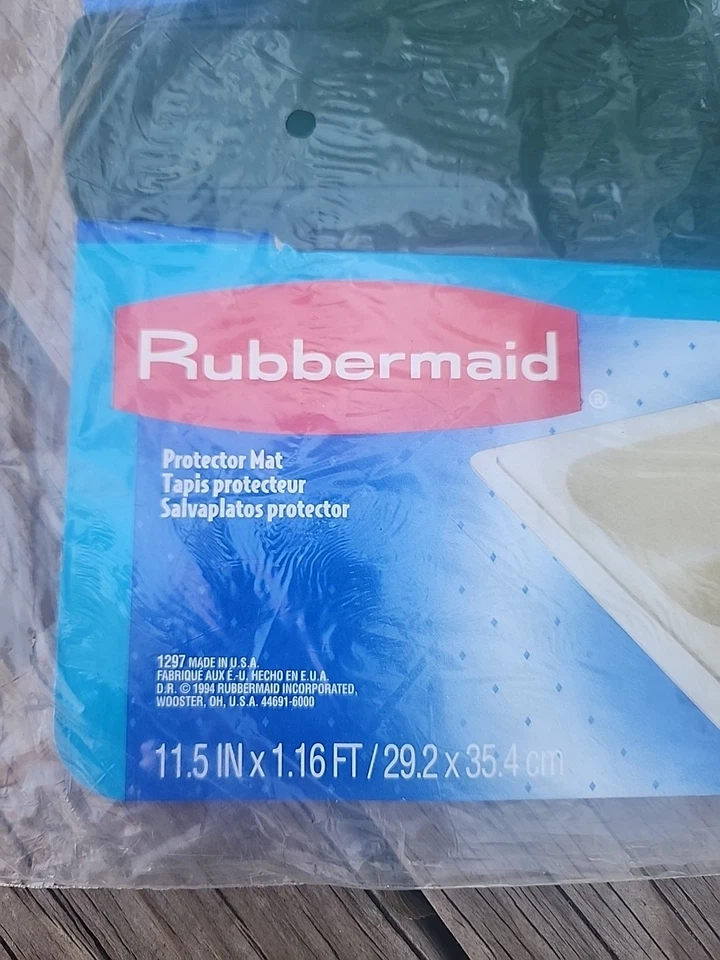 Rubbermaid
®
Protector Mat
Tapis protecteur
Salvaplatos protector
1297 MADE IN U.S.A.
FABRIQUÉ AUX É.-U. HECHO EN E.U.A.
D.R. © 1994 RUBBERMAID INCORPORATED,
WOOSTER, OH, U.S.A. 44691-6000
11.5 IN x 1.16 FT / 29.2 x 35.4 cm